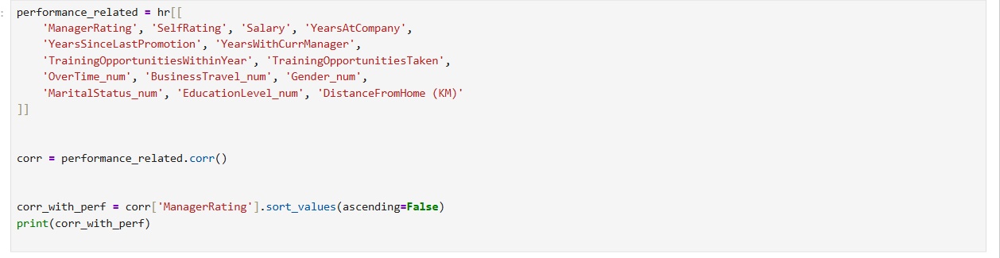 :
performance_related = hr[[
    'ManagerRating', 'SelfRating', 'Salary', 'YearsAtCompany',
    'YearsSinceLastPromotion', 'YearsWithCurrManager',
    'TrainingOpportunitiesWithinYear', 'TrainingOpportunitiesTaken',
    'OverTime_num', 'BusinessTravel_num', 'Gender_num',
    'MaritalStatus_num', 'EducationLevel_num', 'DistanceFromHome (KM)'
]]
corr = performance_related.corr()
corr_with_perf = corr['ManagerRating'].sort_values(ascending=False)
print(corr_with_perf)